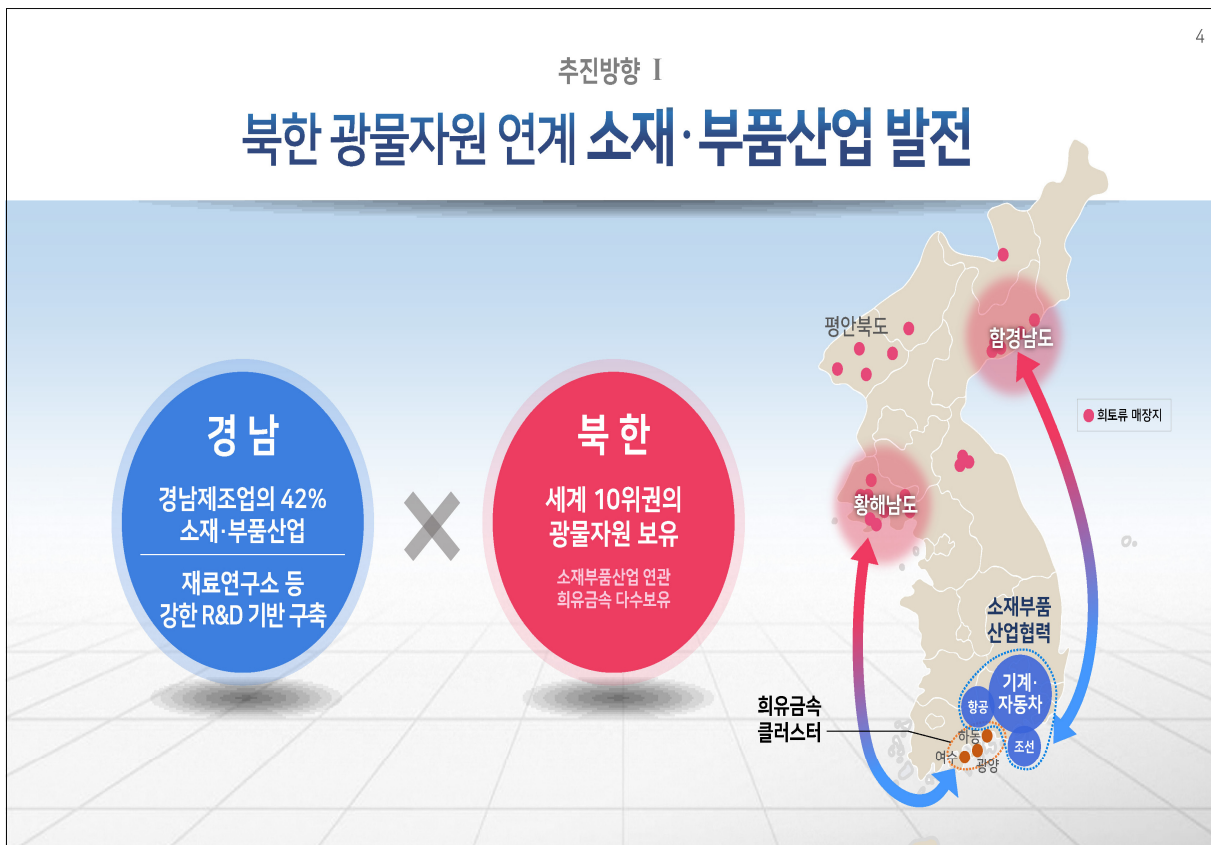 4
추진방향 Ⅰ
북한 광물자원 연계 소재·부품산업 발전
경남
경남제조업의 42%
소재·부품산업
재료연구소 등
강한 R&D 기반 구축
북한
세계 10위권의
광물자원 보유
소재부품산업 연관
희유금속 다수보유
평안북도
함경남도
희토류 매장지
황해남도
소재부품
산업협력
기계·
자동차
항공
조선
희유금속
클러스터
하동
여수
광양